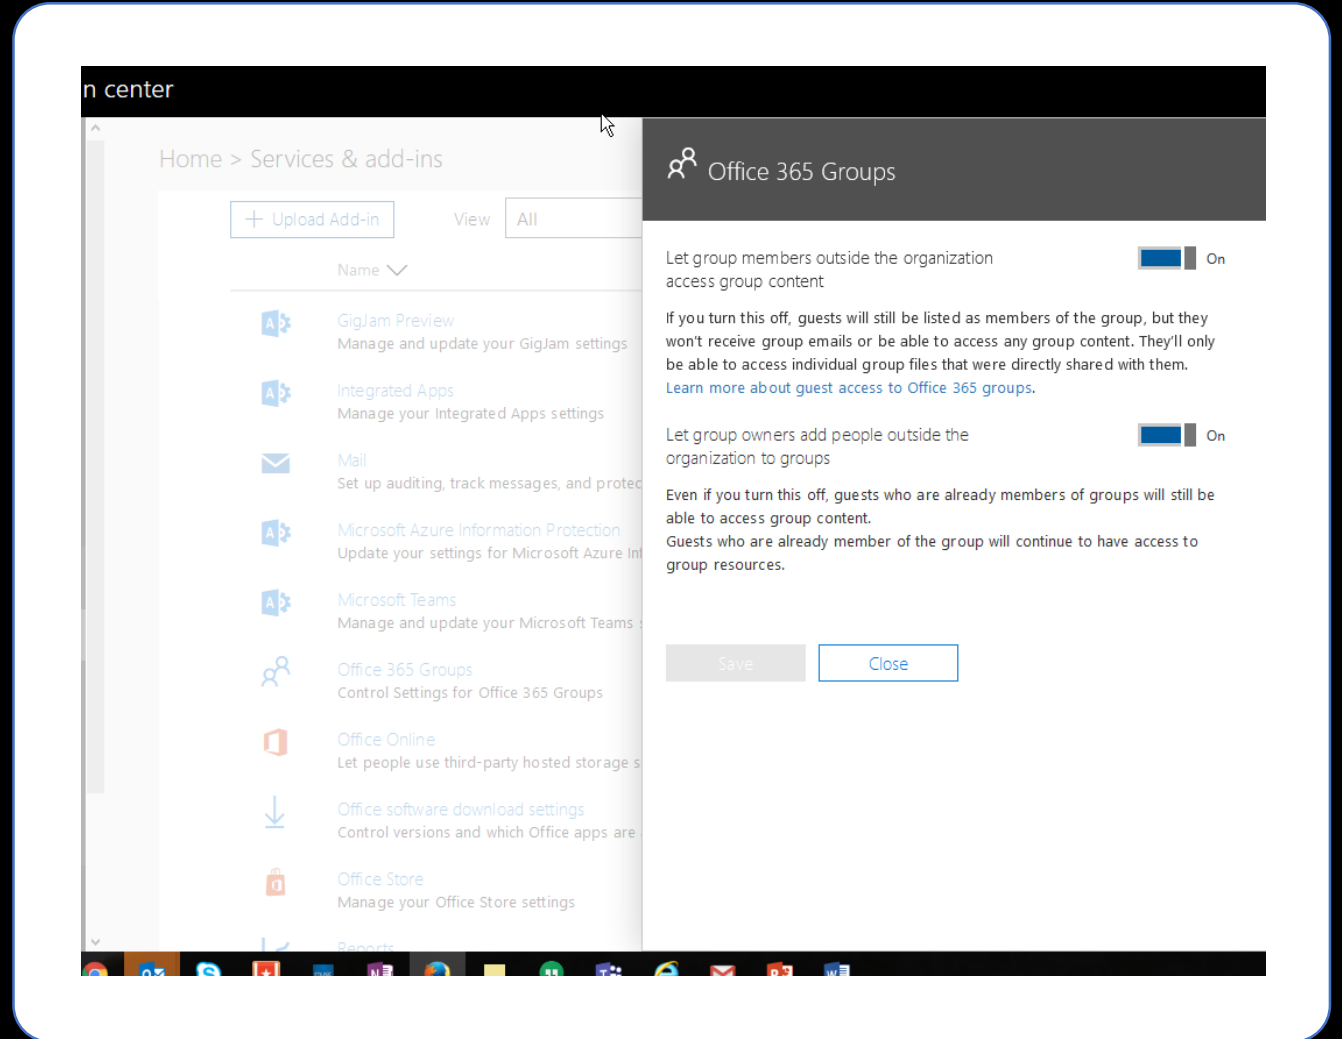 n center
Home > Services & add-ins
Upload Add-in
View
All
Name
GigJam Preview
Manage and update your GigJam settings
Integrated Apps
Manage your Integrated Apps settings
Mail
Set up auditing, track messages, and protec
Microsoft Azure Information Protection
Update your settings for Microsoft Azure Inf
Microsoft Teams
Manage and update your Microsoft Teams s
Office 365 Groups
Control Settings for Office 365 Groups
Office Online
Let people use third-party hosted storage s
Office software download settings
Control versions and which Office apps are
Office Store
Manage your Office Store settings
Reports
Office 365 Groups
Let group members outside the organization
access group content
On
If you turn this off, guests will still be listed as members of the group, but they
won't receive group emails or be able to access any group content. They'll only
be able to access individual group files that were directly shared with them.
Learn more about guest access to Office 365 groups.
Let group owners add people outside the
organization to groups
On
Even if you turn this off, guests who are already members of groups will still be
able to access group content.
Guests who are already member of the group will continue to have access to
group resources.
Save
Close